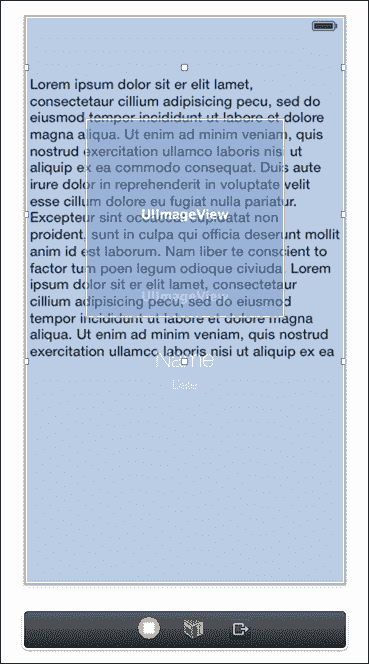 Lorem ipsum dolor sit er elit lamet,
consectetaur cillium adipisicing pecu, sed do
eiusmod tempor incididunt ut labore et dolore
magna aliqua. Ut enim ad minim veniam, quis
nostrud exercitation ullamco laboris nisi ut
aliquip ex ea commodo consequat. Duis aute
irure dolor in reprehenderit in voluptate velit
esse cillum dolore eu fugiat nulla pariatur.
Excepteur sint occaecat cupidatat non
UIImageView
proident, sunt in culpa qui officia deserunt mollit
anim id est laborum. Nam liber te conscient to
factor tum poen legum odioque civiuda. Lorem
ipsum dolor sit er elit lamet, consectetaur
cillium adipisicing pecu, sed do eiusmod
UIImageView
tempor incididunt ut labore et dolore magna
aliqua. Ut enim ad minim veniam, quis nostrud
exercitation ullamco laboris nisi ut aliquip ex ea
Name